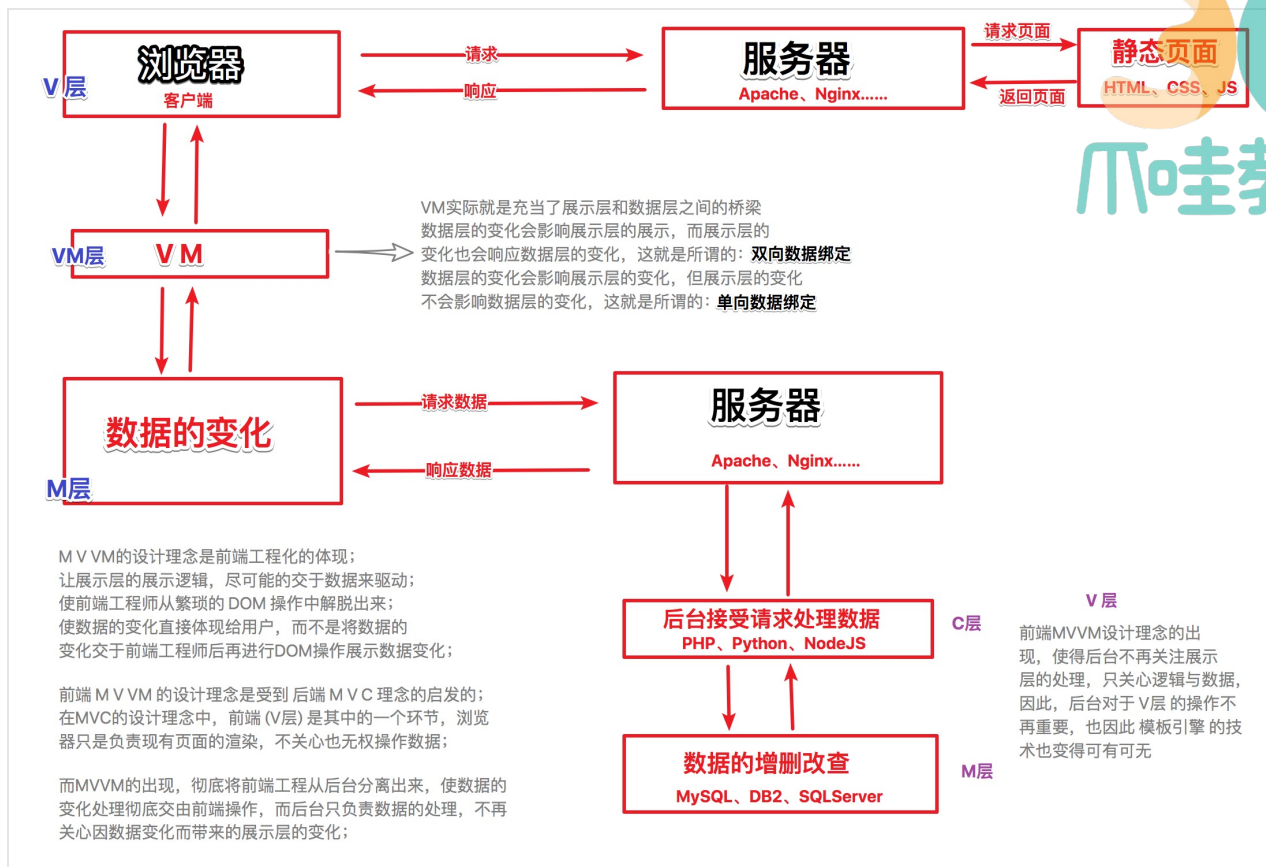 浏览器
客户端
V 层
请求
响应
服务器
Apache、Nginx……
请求页面
返回页面
静态页面
HTML、CSS、JS
爪哇教
VM层
V M
VM实际就是充当了展示层和数据层之间的桥梁
数据层的变化会影响展示层的展示，而展示层的
变化也会响应数据层的变化，这就是所谓的：双向数据绑定
数据层的变化会影响展示层的变化，但展示层的变化
不会影响数据层的变化，这就是所谓的：单向数据绑定
数据的变化
M层
请求数据
响应数据
服务器
Apache、Nginx……
M V VM的设计理念是前端工程化的体现；
让展示层的展示逻辑，尽可能的交于数据来驱动；
使前端工程师从繁琐的 DOM 操作中解脱出来；
使数据的变化直接体现给用户，而不是将数据的
变化交于前端工程师后再进行DOM操作展示数据变化；
前端 M V VM 的设计理念是受到 后端 M V C 理念的启发的；
在MVC的设计理念中，前端 (V层) 是其中的一个环节，浏览
器只是负责现有页面的渲染，不关心也无权操作数据；
而MVVM的出现，彻底将前端工程从后台分离出来，使数据的
变化处理彻底交由前端操作，而后台只负责数据的处理，不再
关心因数据变化而带来的展示层的变化；
后台接受请求处理数据
PHP、Python、NodeJS
C层
数据的增删改查
MySQL、DB2、SQLServer
M层
V 层
前端MVVM设计理念的出
现，使得后台不再关注展示
层的处理，只关心逻辑与数据，
因此，后台对于 V层 的操作不
再重要，也因此 模板引擎 的技
术也变得可有可无